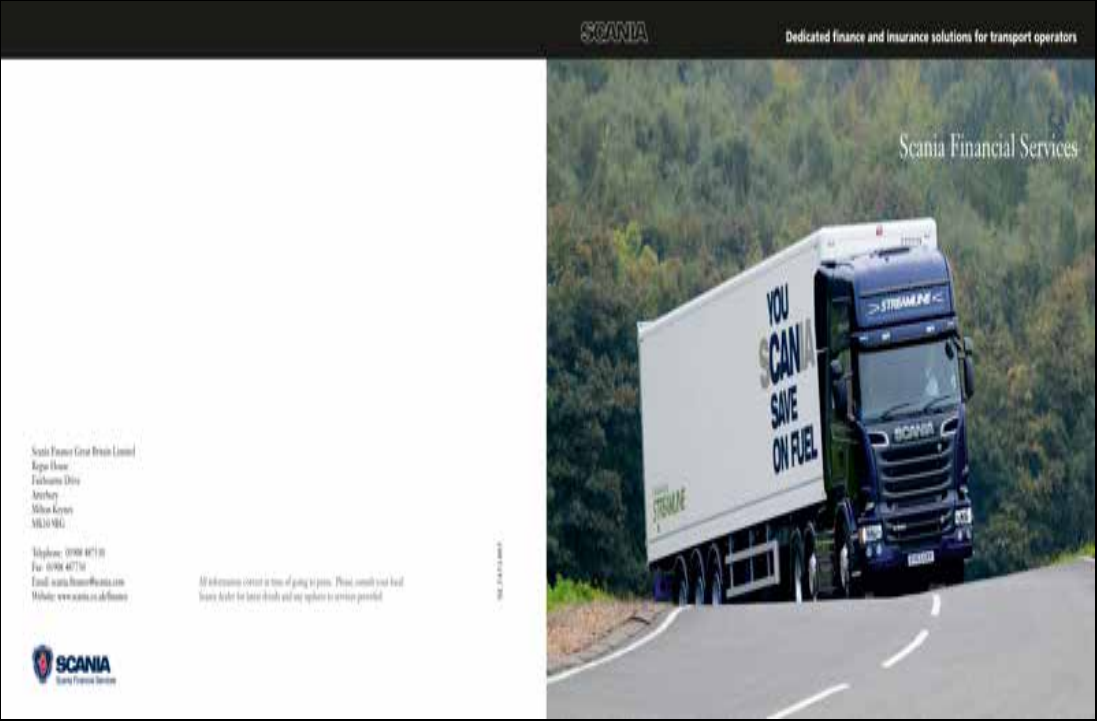 SCANIA
Dedicated finance and insurance solutions for transport operators
Scania Financial Services
STREAMLINE
YOU
SCANIA
SAVE
ON FUEL
SCANIA
STREAMLINE
Scania Finance Great Britain Limited
House
Drive
Milton Keynes
Telephone:
Fax:
Email: scania.finance@scania.com
Website: www.scania.co.uk/finance
All information correct at time of going to press. Please consult your local
Scania dealer for latest details and any updates to services provided
SCANIA
Scania Financial Services